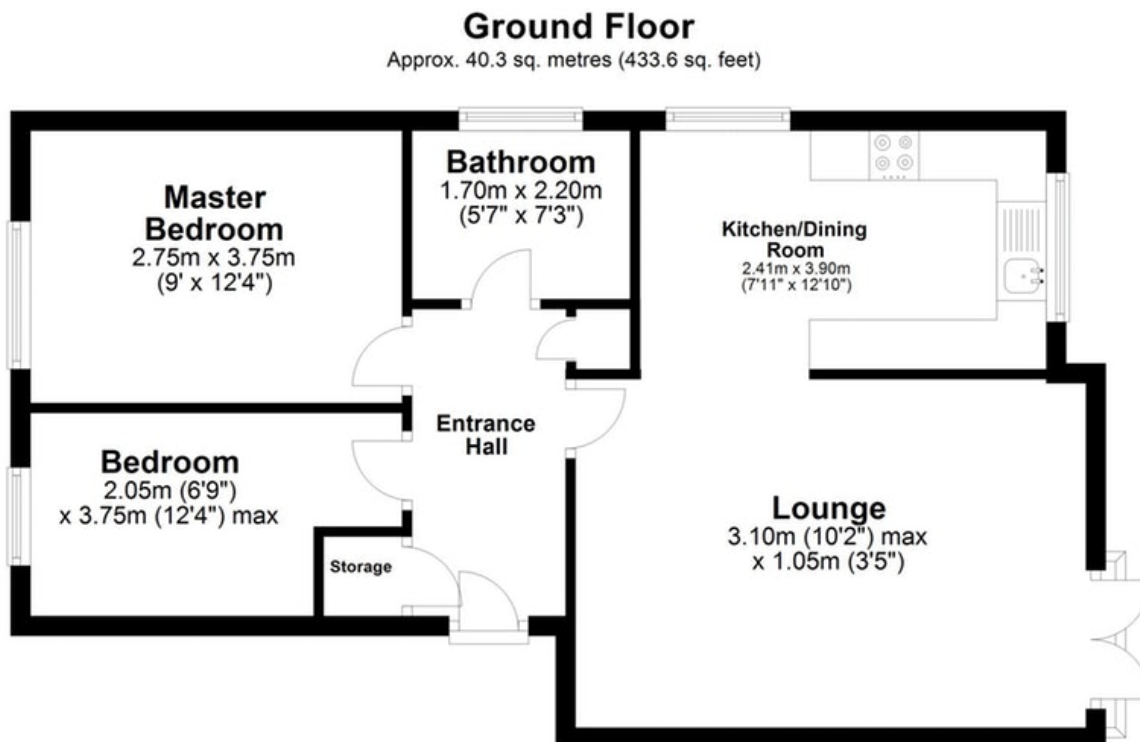 Ground Floor
Approx. 40.3 sq. metres (433.6 sq. feet)
Master
Bedroom
2.75m x 3.75m
(9' x 12'4")
Bathroom
1.70m x 2.20m
(5'7" x 7'3")
Kitchen/Dining
Room
2.41m x 3.90m
(7'11" x 12'10")
Entrance
Hall
Bedroom
2.05m (6'9")
x 3.75m (12'4") max
Storage
Lounge
3.10m (10'2") max
x 1.05m (3'5")